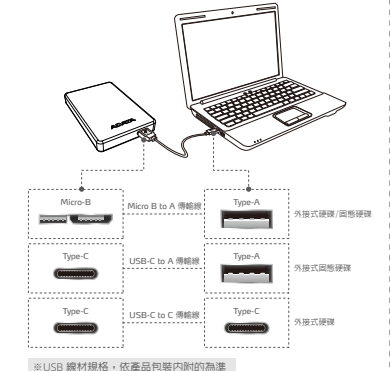 ADATA
Micro-B
Micro B to A 傳輸線
Type-A
外接式硬碟/固態硬碟
Type-C
USB-C to A 傳輸線
Type-A
外接式固態硬碟
Type-C
USB-C to C 傳輸線
Type-C
外接式硬碟
※USB 線材規格，依產品包裝內附的為準